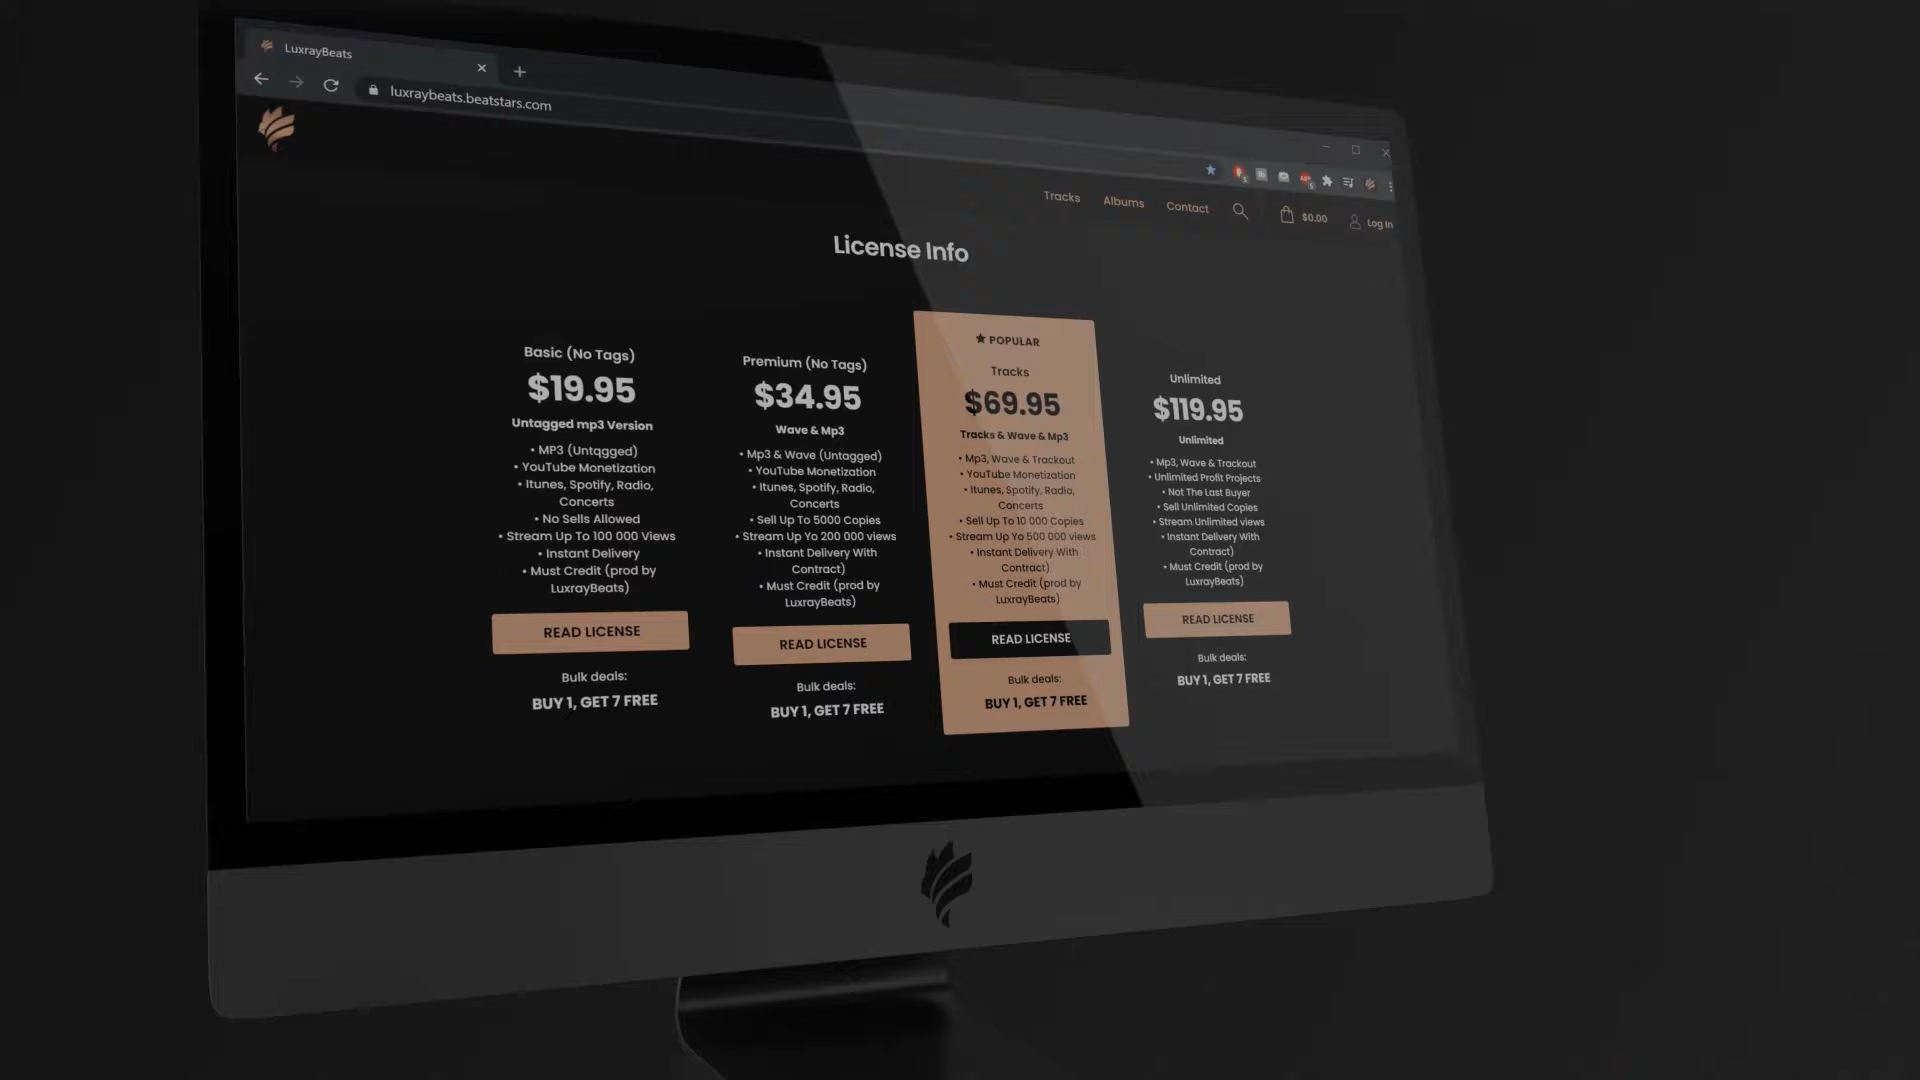 LuxrayBeats
luxraybeats.beatstars.com
Tracks
Albums
Contact
$0.00
Log In
License Info
Basic (No Tags)
$19.95
Untagged mp3 Version
• MP3 (Untqgged)
• YouTube Monetization
• Itunes, Spotify, Radio,
Concerts
• No Sells Allowed
• Stream Up To 100 000 Views
• Instant Delivery
• Must Credit (prod by
LuxrayBeats)
READ LICENSE
Bulk deals:
BUY 1, GET 7 FREE
Premium (No Tags)
$34.95
Wave & Mp3
• Mp3 & Wave (Untagged)
• YouTube Monetization
• Itunes, Spotify, Radio,
Concerts
• Sell Up To 5000 Copies
• Stream Up Yo 200 000 views
• Instant Delivery With
Contract)
• Must Credit (prod by
LuxrayBeats)
READ LICENSE
Bulk deals:
BUY 1, GET 7 FREE
★ POPULAR
Tracks
$69.95
Tracks & Wave & Mp3
• Mp3, Wave & Trackout
• YouTube Monetization
• Itunes, Spotify, Radio,
Concerts
• Sell Up To 10 000 Copies
• Stream Up Yo 500 000 views
• Instant Delivery With
Contract)
• Must Credit (prod by
LuxrayBeats)
READ LICENSE
Bulk deals:
BUY 1, GET 7 FREE
Unlimited
$119.95
Unlimited
• Mp3, Wave & Trackout
• Unlimited Profit Projects
• Not The Last Buyer
• Sell Unlimited Copies
• Stream Unlimited views
• Instant Delivery With
Contract)
• Must Credit (prod by
LuxrayBeats)
READ LICENSE
Bulk deals:
BUY 1, GET 7 FREE